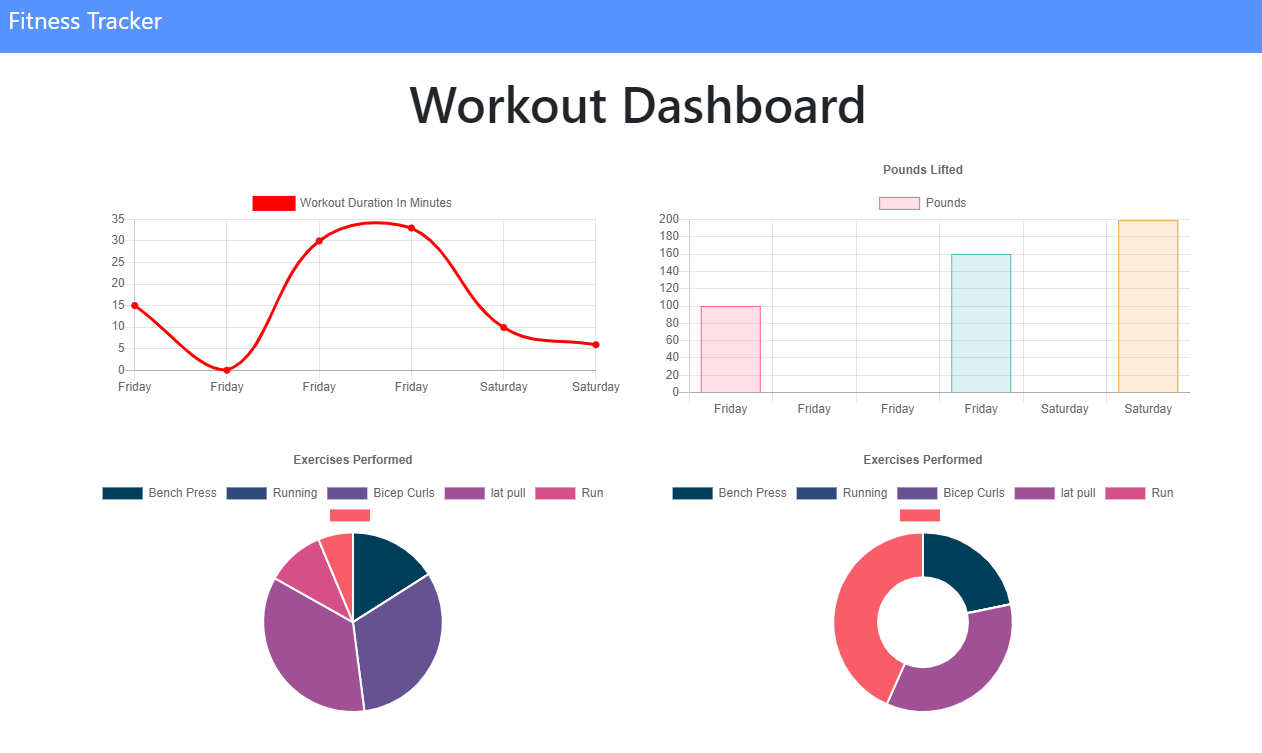 Fitness Tracker
Workout Dashboard
Workout Duration In Minutes
35
30
25
20
15
10
5
0
Friday Friday Friday Friday Saturday Saturday
Pounds Lifted
Pounds
200
180
160
140
120
100
80
60
40
20
0
Friday Friday Friday Friday Saturday Saturday
Exercises Performed
Bench Press Running Bicep Curls lat pull Run
Exercises Performed
Bench Press Running Bicep Curls lat pull Run